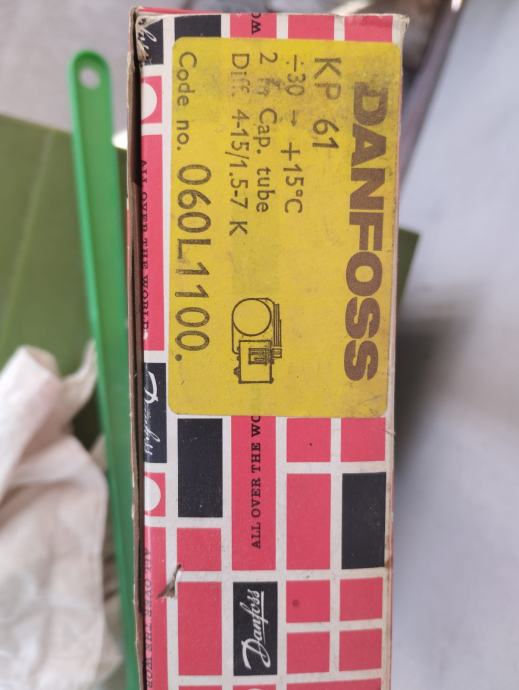 DANFOSS
KP 61
÷30 → +15°C
2 m Cap. tube
Diff. 4-15/1.5-7 K
Code no. 060L1100.
ALL OVER THE WO
Danfoss
ALL OVER THE WORLD
Danfoss